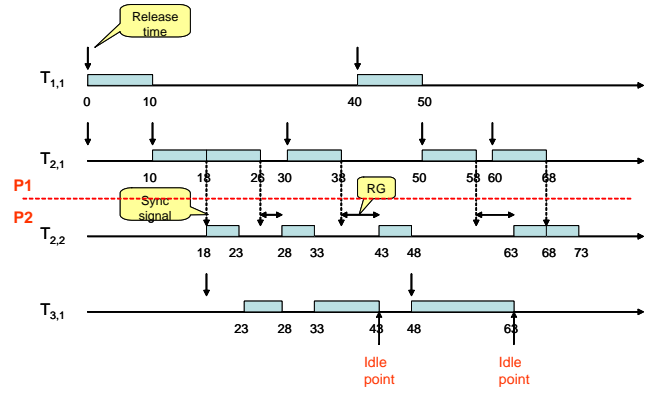 Release
time
T1,1
0 10 40 50
T2,1
10 18 26 30 38 50 58 60 68
P1
RG
Sync
signal
P2
T2,2
18 23 28 33 43 48 63 68 73
T3,1
23 28 33 43 48 63
Idle
point
Idle
point